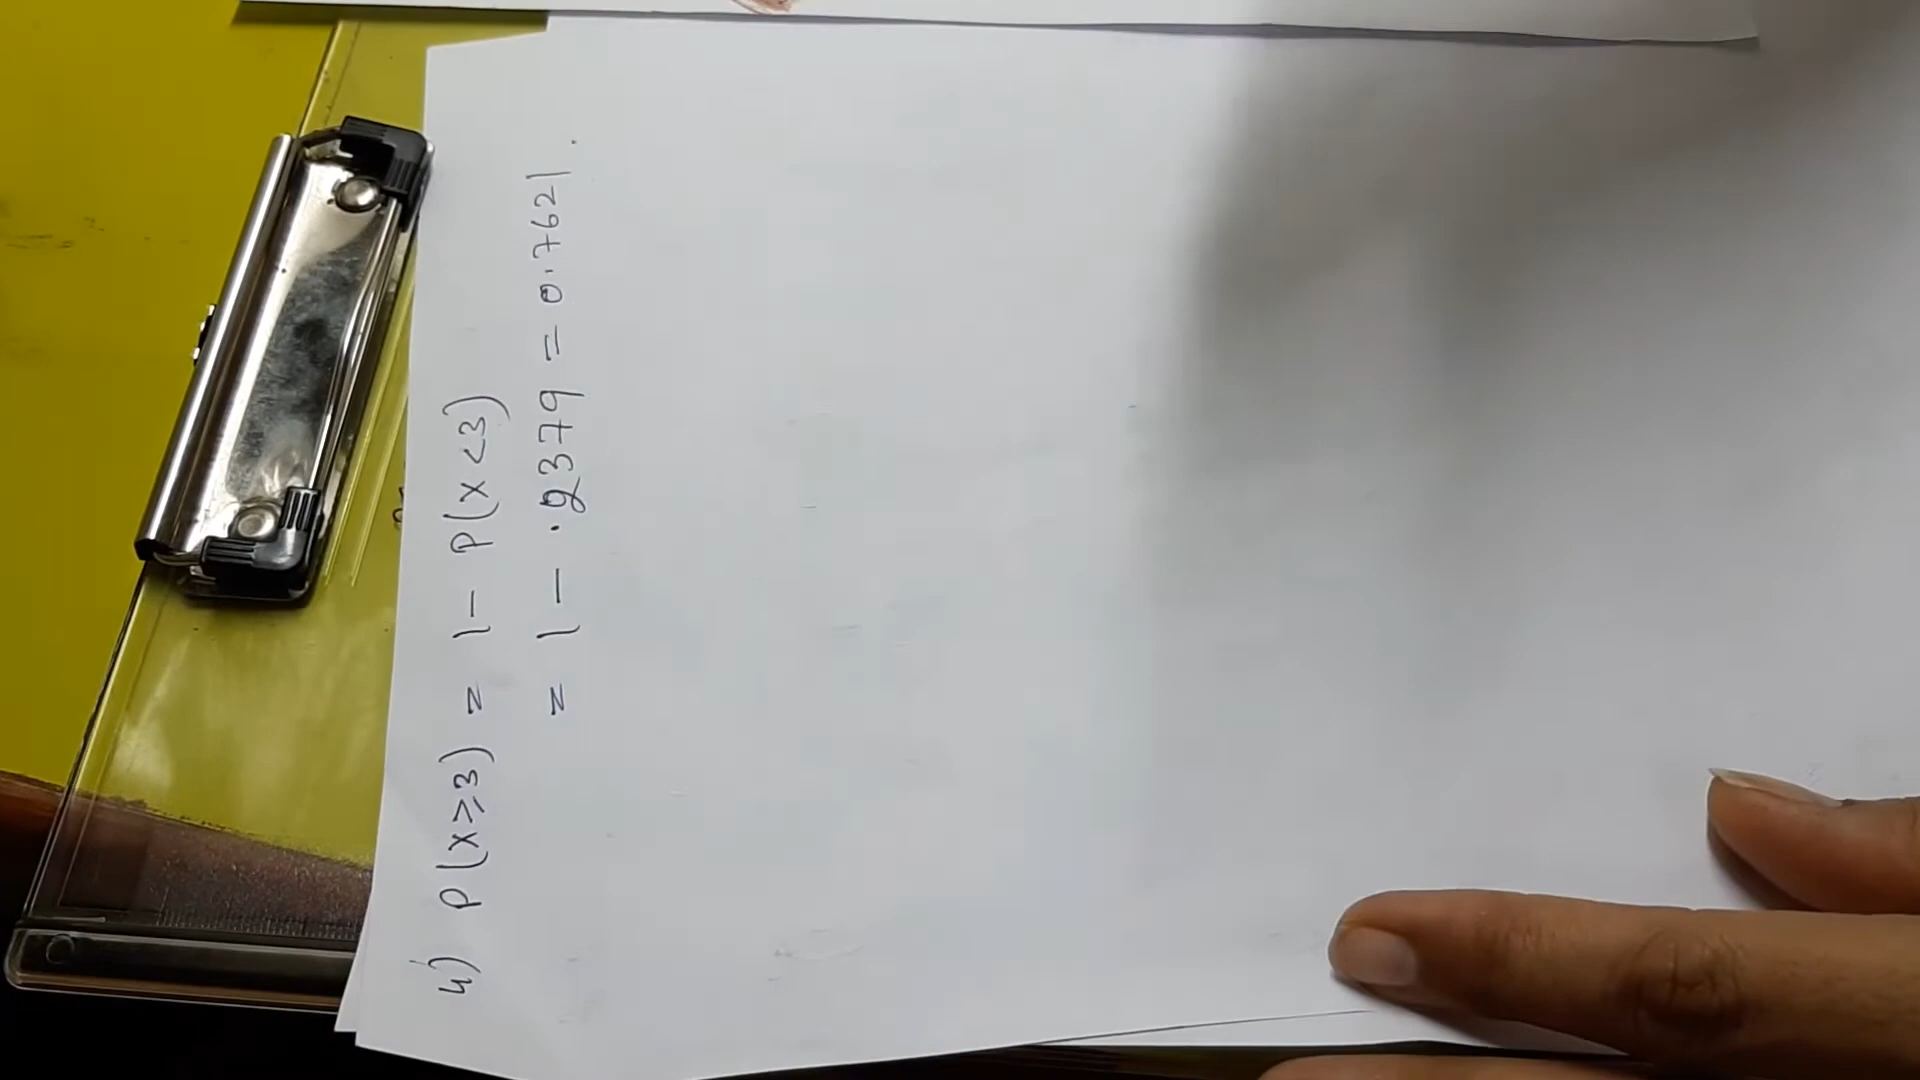 4) P(X≥3) = 1 - P(X<3)
= 1 - .2379 = 0.7621.